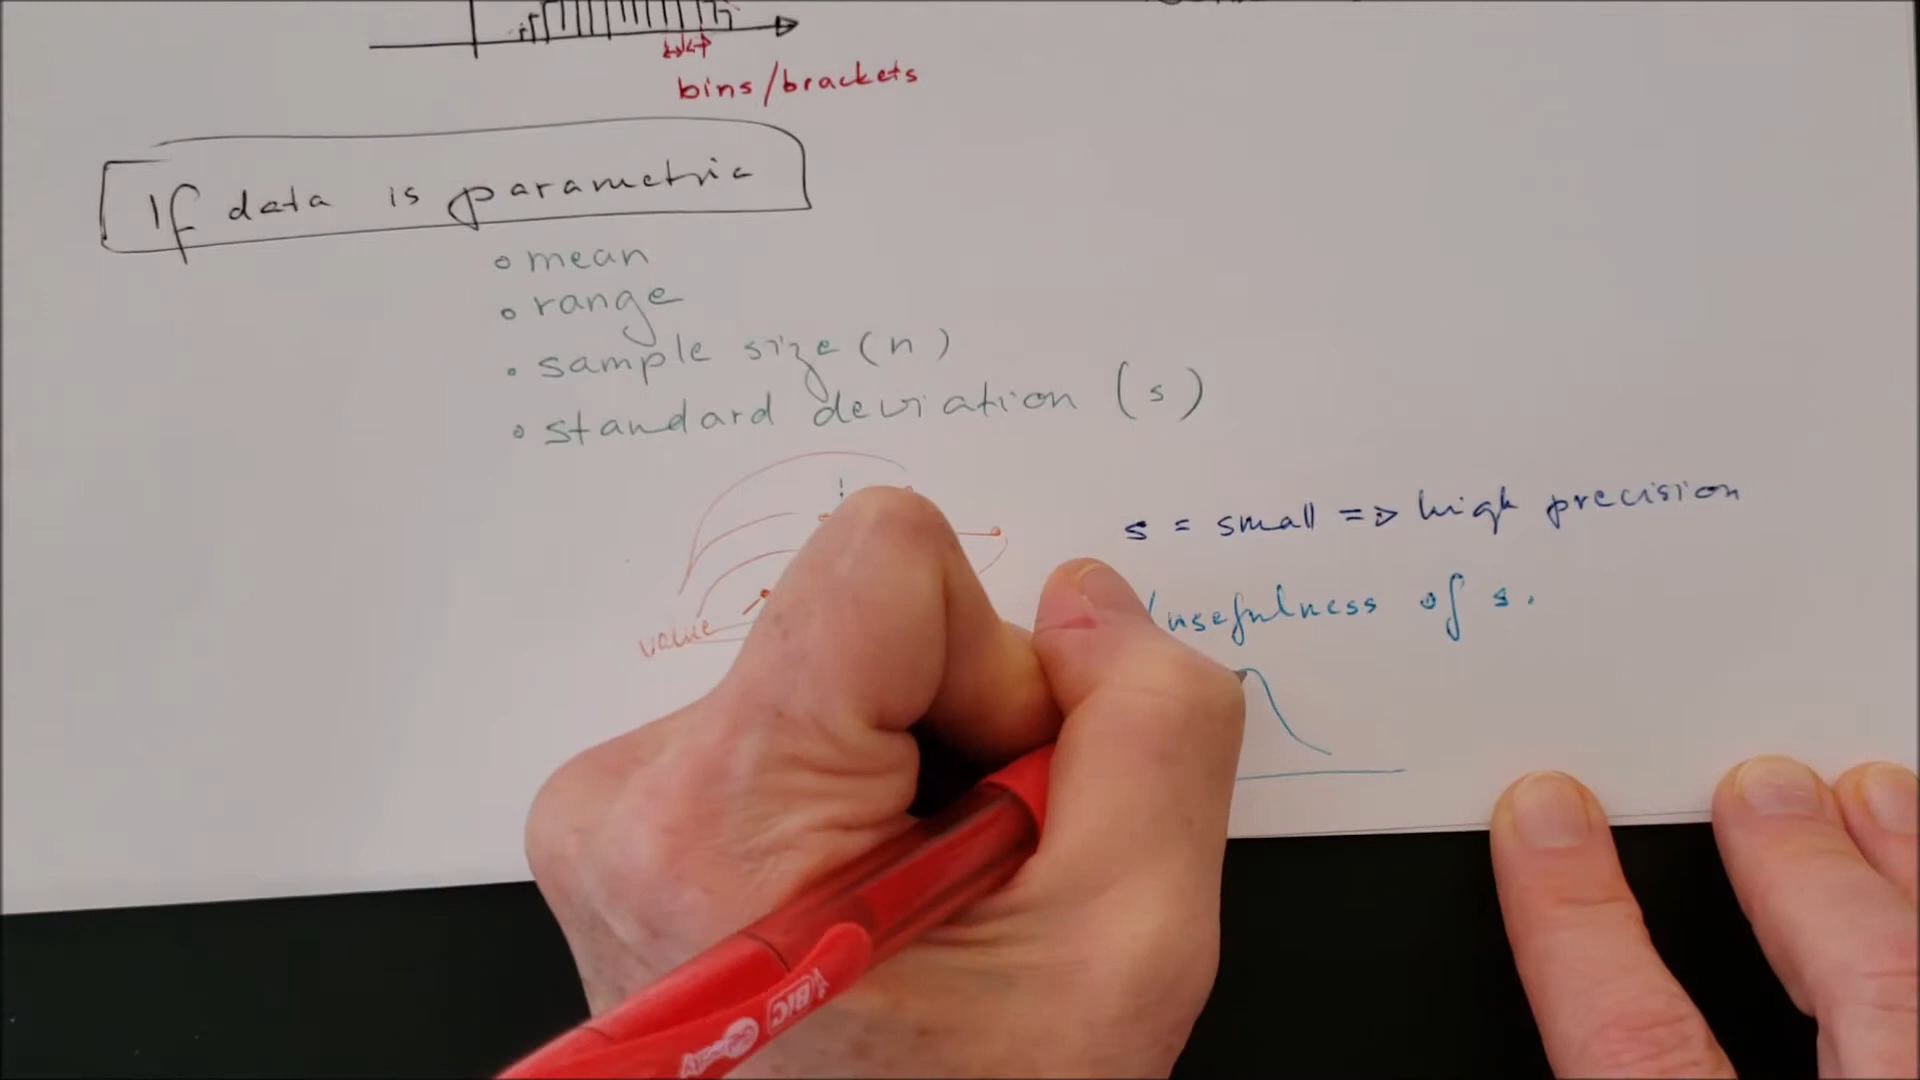 bins/brackets
If data is parametric
• mean
• range
• sample size (n)
• standard deviation (s)
s = small => high precision
usefulness of s.
value
BIC